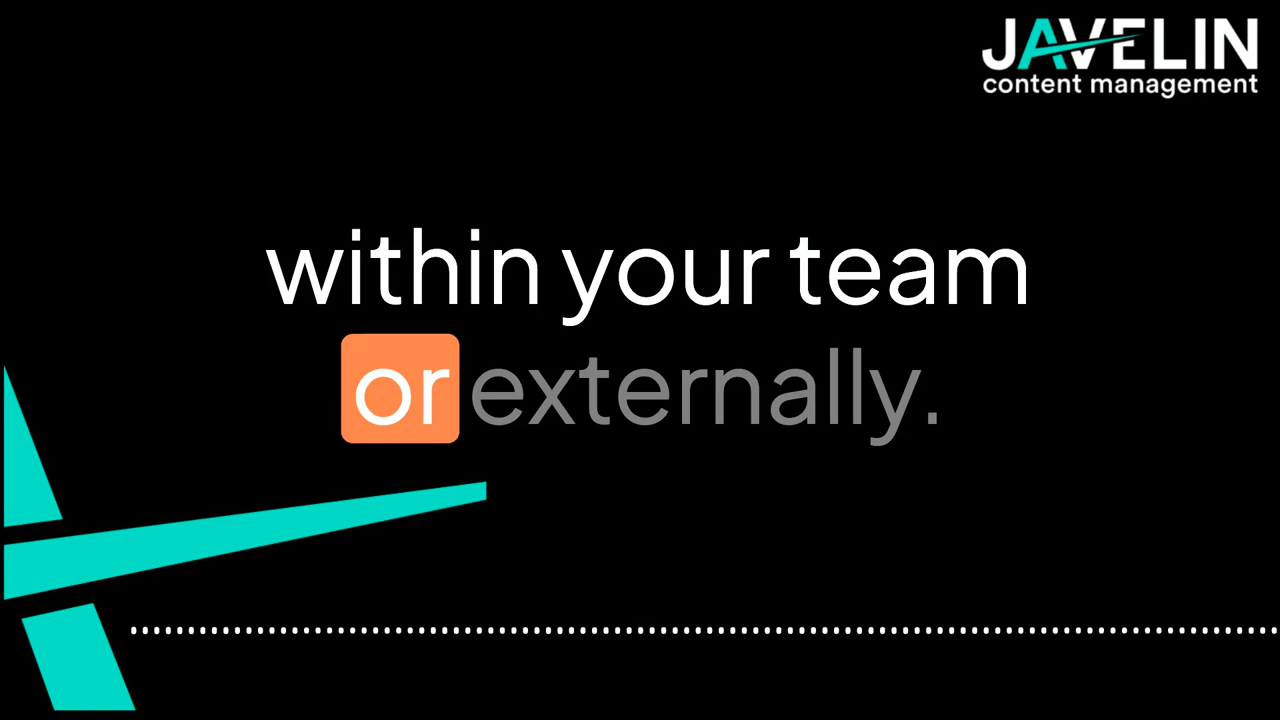 JAVELIN
content management
within your team
or externally.